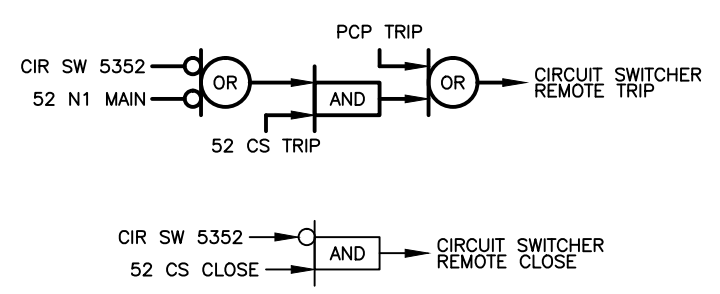 PCP TRIP
CIR SW 5352
OR
OR
CIRCUIT SWITCHER
REMOTE TRIP
52 N1 MAIN
AND
52 CS TRIP
CIR SW 5352
AND
CIRCUIT SWITCHER
REMOTE CLOSE
52 CS CLOSE